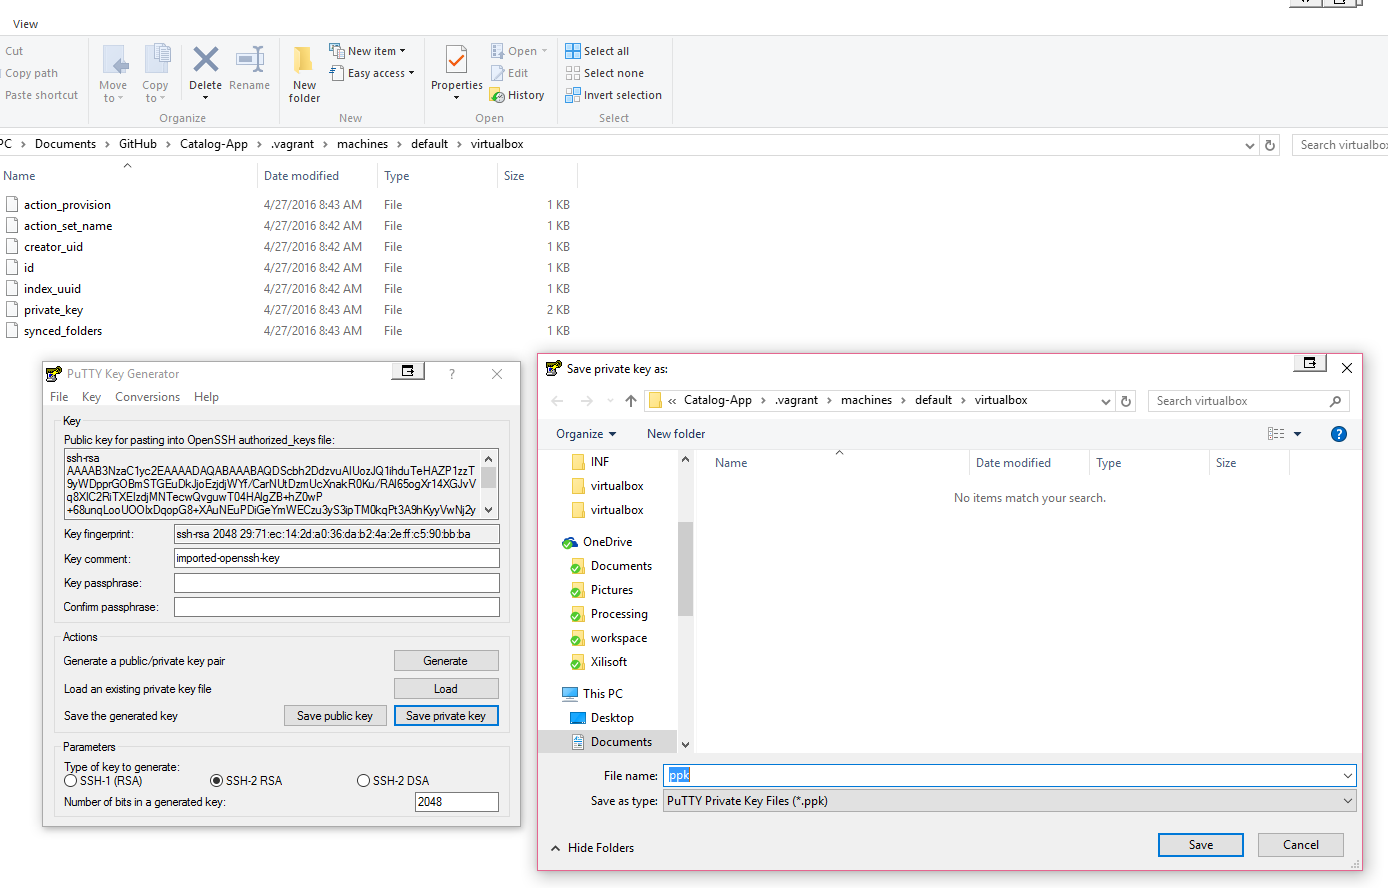 View
Cut
Copy path
Paste shortcut
Move to
Copy to
Delete
Rename
Organize
New folder
New item
Easy access
New
Properties
Open
Edit
History
Open
Select all
Select none
Invert selection
Select
PC > Documents > GitHub > Catalog-App > .vagrant > machines > default > virtualbox
Search virtualbox
Name Date modified Type Size
action_provision 4/27/2016 8:43 AM File 1 KB
action_set_name 4/27/2016 8:42 AM File 1 KB
creator_uid 4/27/2016 8:42 AM File 1 KB
id 4/27/2016 8:42 AM File 1 KB
index_uuid 4/27/2016 8:42 AM File 1 KB
private_key 4/27/2016 8:43 AM File 2 KB
synced_folders 4/27/2016 8:43 AM File 1 KB
PuTTY Key Generator ?
File Key Conversions Help
Key
Public key for pasting into OpenSSH authorized_keys file:
ssh-rsa
Key fingerprint: ssh-rsa 2048 29:71:ec:14:2d:a0:36:da:b2:4a:2e:ff:c5:90:bb:ba
Key comment: imported-openssh-key
Key passphrase:
Confirm passphrase:
Actions
Generate a public/private key pair Generate
Load an existing private key file Load
Save the generated key Save public key Save private key
Parameters
Type of key to generate:
SSH-1 (RSA) SSH-2 RSA SSH-2 DSA
Number of bits in a generated key: 2048
Save private key as:
« Catalog-App > .vagrant > machines > default > virtualbox
Search virtualbox
Organize New folder ?
Name Date modified Type Size
No items match your search.
INF
virtualbox
virtualbox
OneDrive
Documents
Pictures
Processing
workspace
Xilisoft
This PC
Desktop
Documents
File name: ppk
Save as type: PuTTY Private Key Files (*.ppk)
Hide Folders Save Cancel